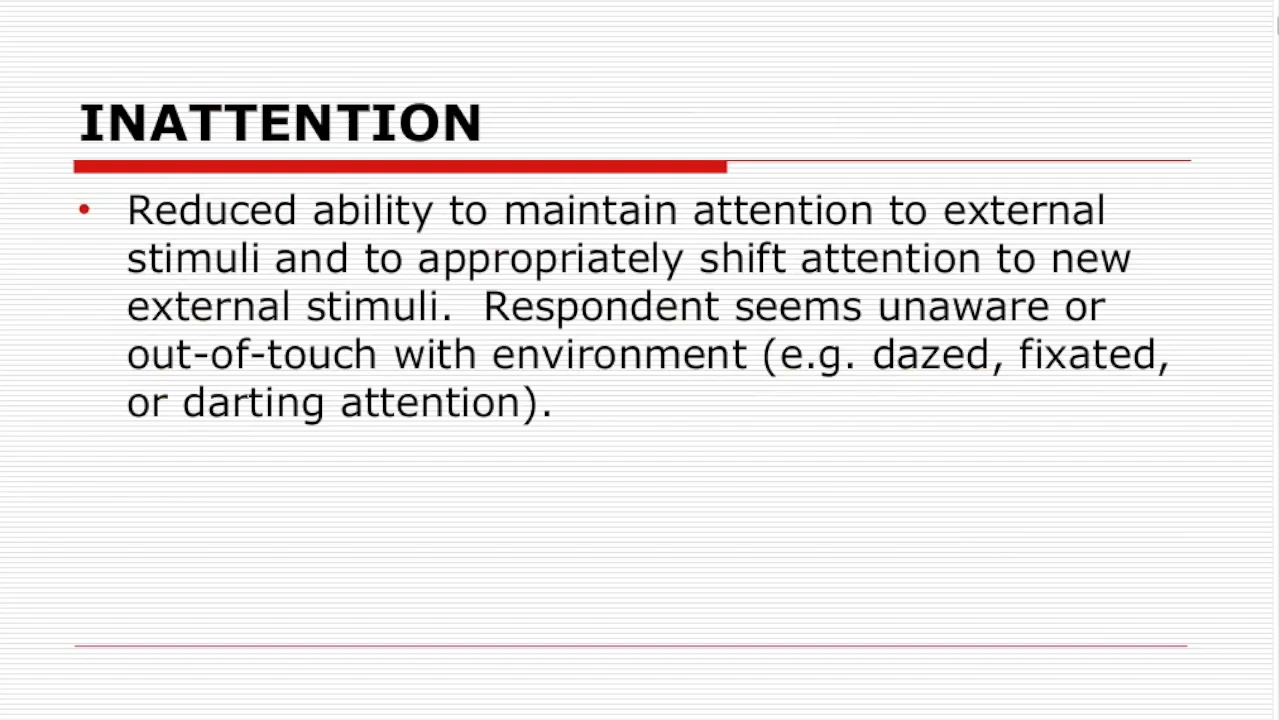 INATTENTION
• Reduced ability to maintain attention to external
stimuli and to appropriately shift attention to new
external stimuli.  Respondent seems unaware or
out-of-touch with environment (e.g. dazed, fixated,
or darting attention).